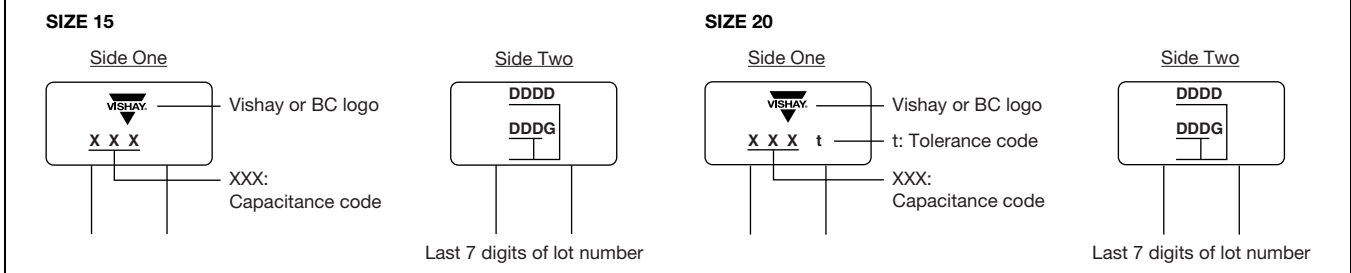 SIZE 15
Side One
VISHAY.
Vishay or BC logo
X X X
XXX:
Capacitance code
Side Two
DDDD
DDDG
Last 7 digits of lot number
SIZE 20
Side One
VISHAY.
Vishay or BC logo
X X X t
t: Tolerance code
XXX:
Capacitance code
Side Two
DDDD
DDDG
Last 7 digits of lot number